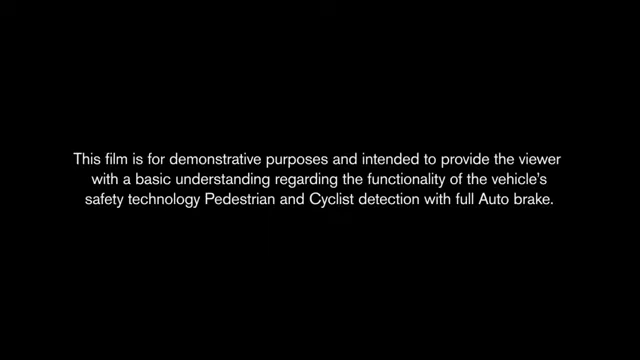 This film is for demonstrative purposes and intended to provide the viewer
with a basic understanding regarding the functionality of the vehicle's
safety technology Pedestrian and Cyclist detection with full Auto brake.